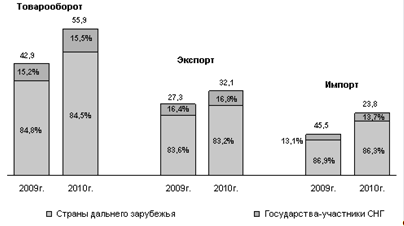 Товарооборот
55,9
15,5%
42,9
15,2%
84,8%
84,5%
2009г. 2010г.
Экспорт
32,1
27,3
16,8%
16,4%
83,6%
83,2%
2009г. 2010г.
Импорт
23,8
45,5
13,7%
13,1%
86,9%
86,3%
2009г. 2010г.
Страны дальнего зарубежья
Государства-участники СНГ